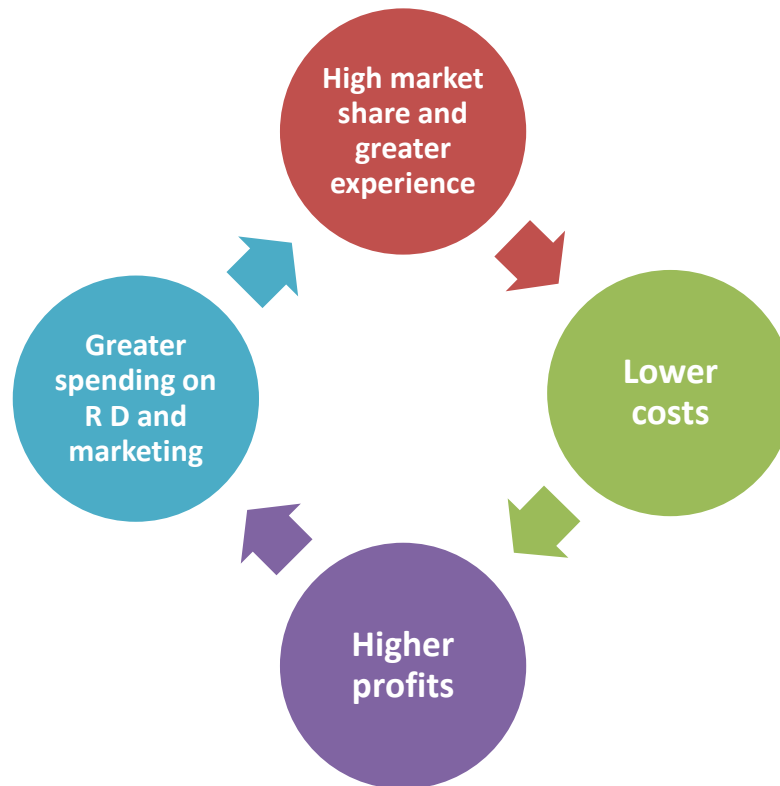 High market
share and
greater
experience
Lower
costs
Higher
profits
Greater
spending on
R D and
marketing